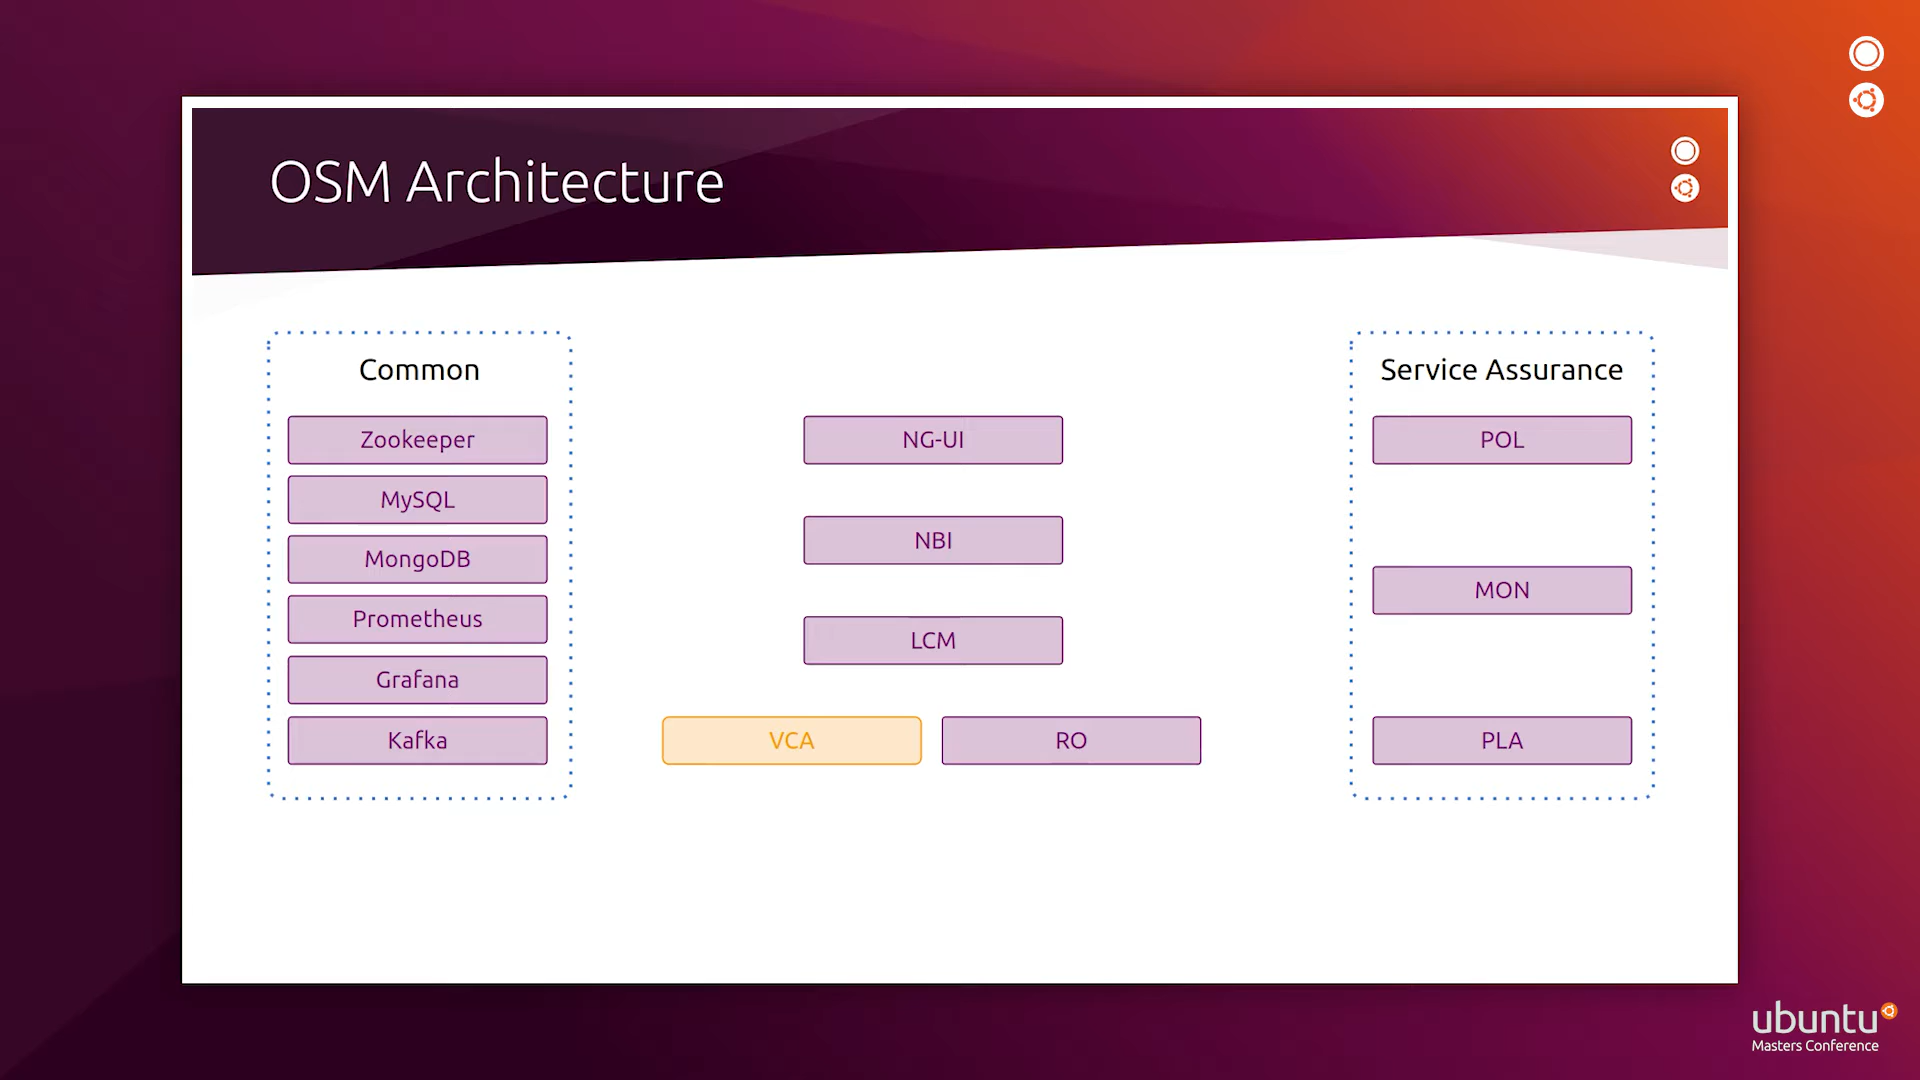 OSM Architecture
Common
Zookeeper
MySQL
MongoDB
Prometheus
Grafana
Kafka
NG-UI
NBI
LCM
VCA
RO
Service Assurance
POL
MON
PLA
ubuntu
Masters Conference